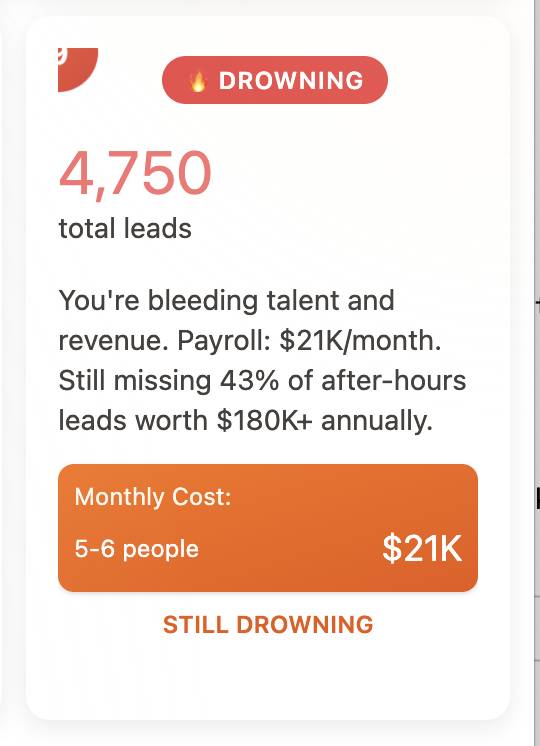 🔥 DROWNING
4,750
total leads
You're bleeding talent and
revenue. Payroll: $21K/month.
Still missing 43% of after-hours
leads worth $180K+ annually.
Monthly Cost:
5-6 people
$21K
STILL DROWNING